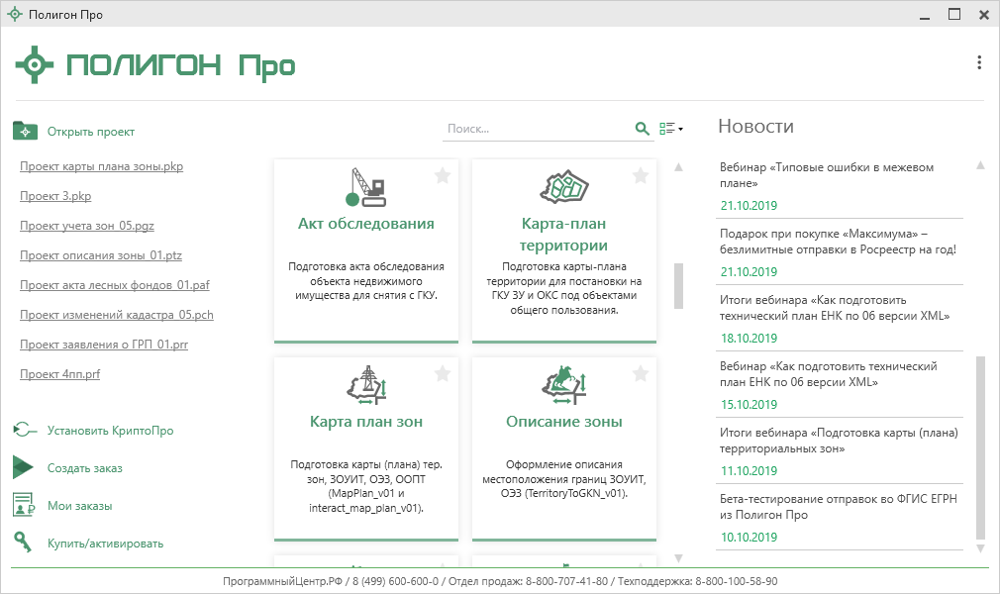 Полигон Про
ПОЛИГОН Про
Открыть проект
Проект карты плана зоны.pkp
Проект 3.pkp
Проект учета зон_05.pgz
Проект описания зоны_01.ptz
Проект акта лесных фондов_01.paf
Проект изменений кадастра_05.pch
Проект заявления о ГРП_01.prr
Проект 4пп.prf
Установить КриптоПро
Создать заказ
Мои заказы
Купить/активировать
Поиск...
Акт обследования
Подготовка акта обследования
объекта недвижимого
имущества для снятия с ГКУ.
Карта-план
территории
Подготовка карты-плана
территории для постановки на
ГКУ ЗУ и ОКС под объектами
общего пользования.
Карта план зон
Подготовка карты (плана) тер.
зон, ЗОУИТ, ОЭЗ, ООПТ
(MapPlan_v01 и
interact_map_plan_v01).
Описание зоны
Оформление описания
местоположения границ ЗОУИТ,
ОЭЗ (TerritoryToGKN_v01).
Новости
Вебинар «Типовые ошибки в межевом
плане»
21.10.2019
Подарок при покупке «Максимума» –
безлимитные отправки в Росреестр на год!
21.10.2019
Итоги вебинара «Как подготовить
технический план ЕНК по 06 версии XML»
18.10.2019
Вебинар «Как подготовить технический
план ЕНК по 06 версии XML»
15.10.2019
Итоги вебинара «Подготовка карты (плана)
территориальных зон»
11.10.2019
Бета-тестирование отправок во ФГИС ЕГРН
из Полигон Про
10.10.2019
ПрограммныйЦентр.РФ / 8 (499) 600-600-0 / Отдел продаж: 8-800-707-41-80 / Техподдержка: 8-800-100-58-90